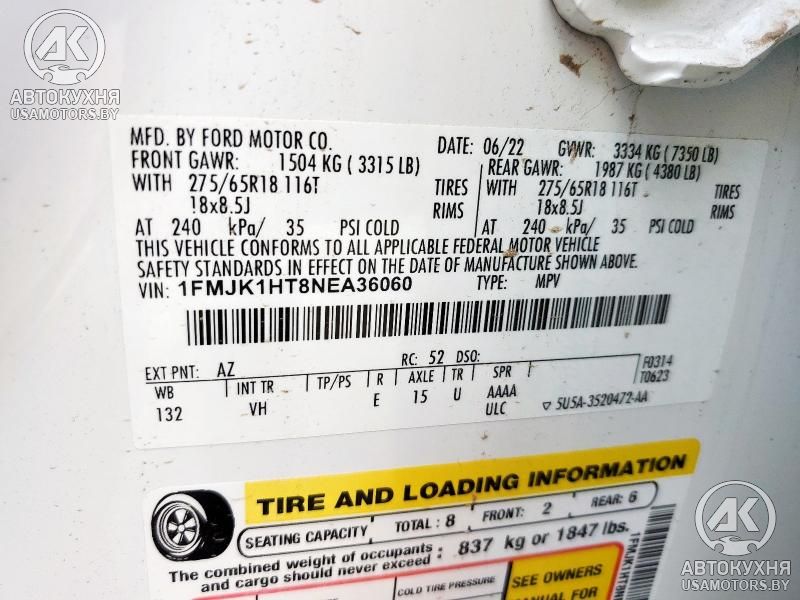 AK
АВТОКУХНЯ
USAMOTORS.BY
MFD. BY FORD MOTOR CO. DATE: 06/22 GVWR: 3334 KG ( 7350 LB)
FRONT GAWR: 1504 KG ( 3315 LB) REAR GAWR: 1987 KG ( 4380 LB)
WITH 275/65R18 116T TIRES WITH 275/65R18 116T TIRES
18x8.5J RIMS 18x8.5J RIMS
AT 240 kPa/ 35 PSI COLD AT 240 kPa/ 35 PSI COLD
THIS VEHICLE CONFORMS TO ALL APPLICABLE FEDERAL MOTOR VEHICLE
SAFETY STANDARDS IN EFFECT ON THE DATE OF MANUFACTURE SHOWN ABOVE.
VIN: 1FMJK1HT8NEA36060 TYPE: MPV
EXT PNT: AZ RC: 52 DSO: F0314
T0623
WB INT TR TP/PS R AXLE TR SPR
132 VH E 15 U AAAA
ULC 5U5A-3520472-AA
TIRE AND LOADING INFORMATION
SEATING CAPACITY TOTAL : 8 FRONT: 2 REAR: 6
The combined weight of occupants
and cargo should never exceed : 837 kg or 1847 lbs.
COLD TIRE PRESSURE SEE OWNERS
AK
АВТОКУХНЯ
USAMOTORS.BY